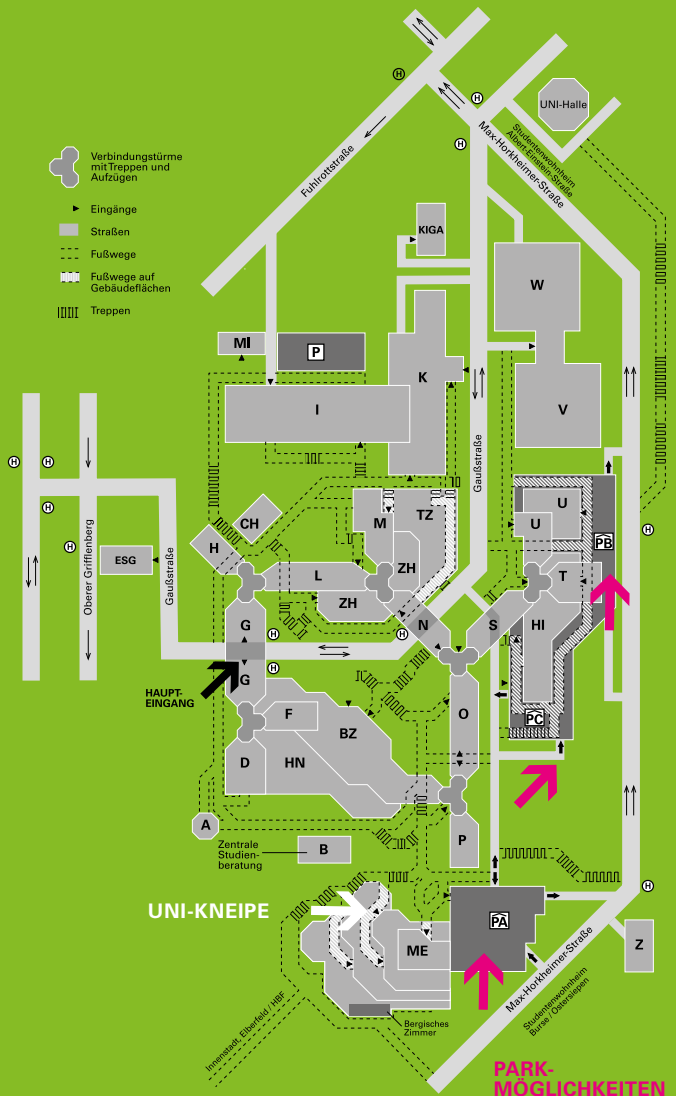 H
H
UNI-Halle
H
Studentenwohnheim
Albert-Einstein-Straße
Max-Horkheimer-Straße
Fuhlrottstraße
Verbindungstürme
mit Treppen und
Aufzügen
Eingänge
Straßen
Fußwege
Fußwege auf
Gebäudeflächen
Treppen
KIGA
W
MI
P
K
I
V
Gaußstraße
H
H
H
H
Oberer Grifflenberg
ESG
Gaußstraße
CH
H
M
TZ
ZH
L
ZH
U
U
PB
H
T
G
H
H
H
N
S
HI
G
HAUPT-
EINGANG
F
BZ
O
PC
D
HN
A
Zentrale
Studien-
beratung
B
P
UNI-KNEIPE
ME
PA
H
Z
Max-Horkheimer-Straße
Studentenwohnheim
Burse / Ostersiepen
Bergisches
Zimmer
Innenstadt, Elberfeld / HBF
PARK-
MÖGLICHKEITEN